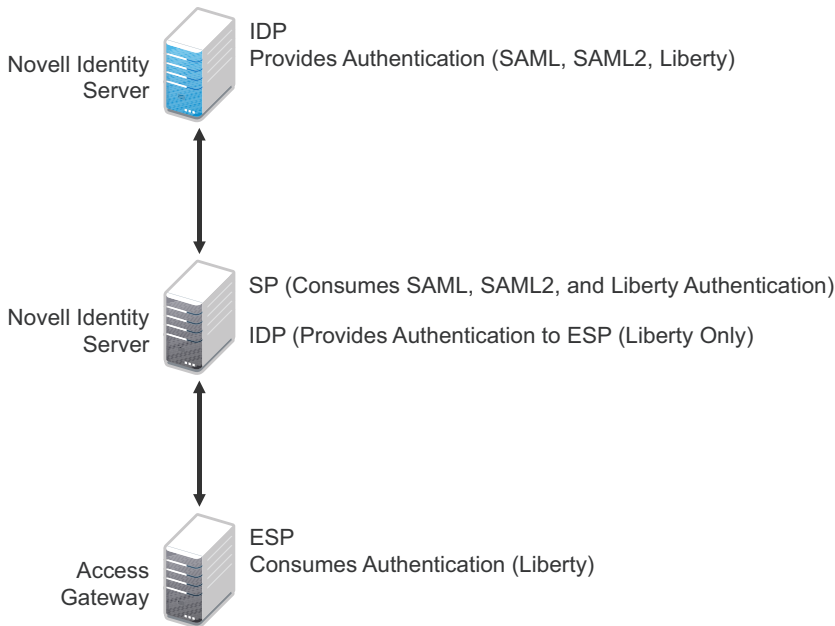 Novell Identity
Server
IDP
Provides Authentication (SAML, SAML2, Liberty)
Novell Identity
Server
SP (Consumes SAML, SAML2, and Liberty Authentication)
IDP (Provides Authentication to ESP (Liberty Only)
Access
Gateway
ESP
Consumes Authentication (Liberty)